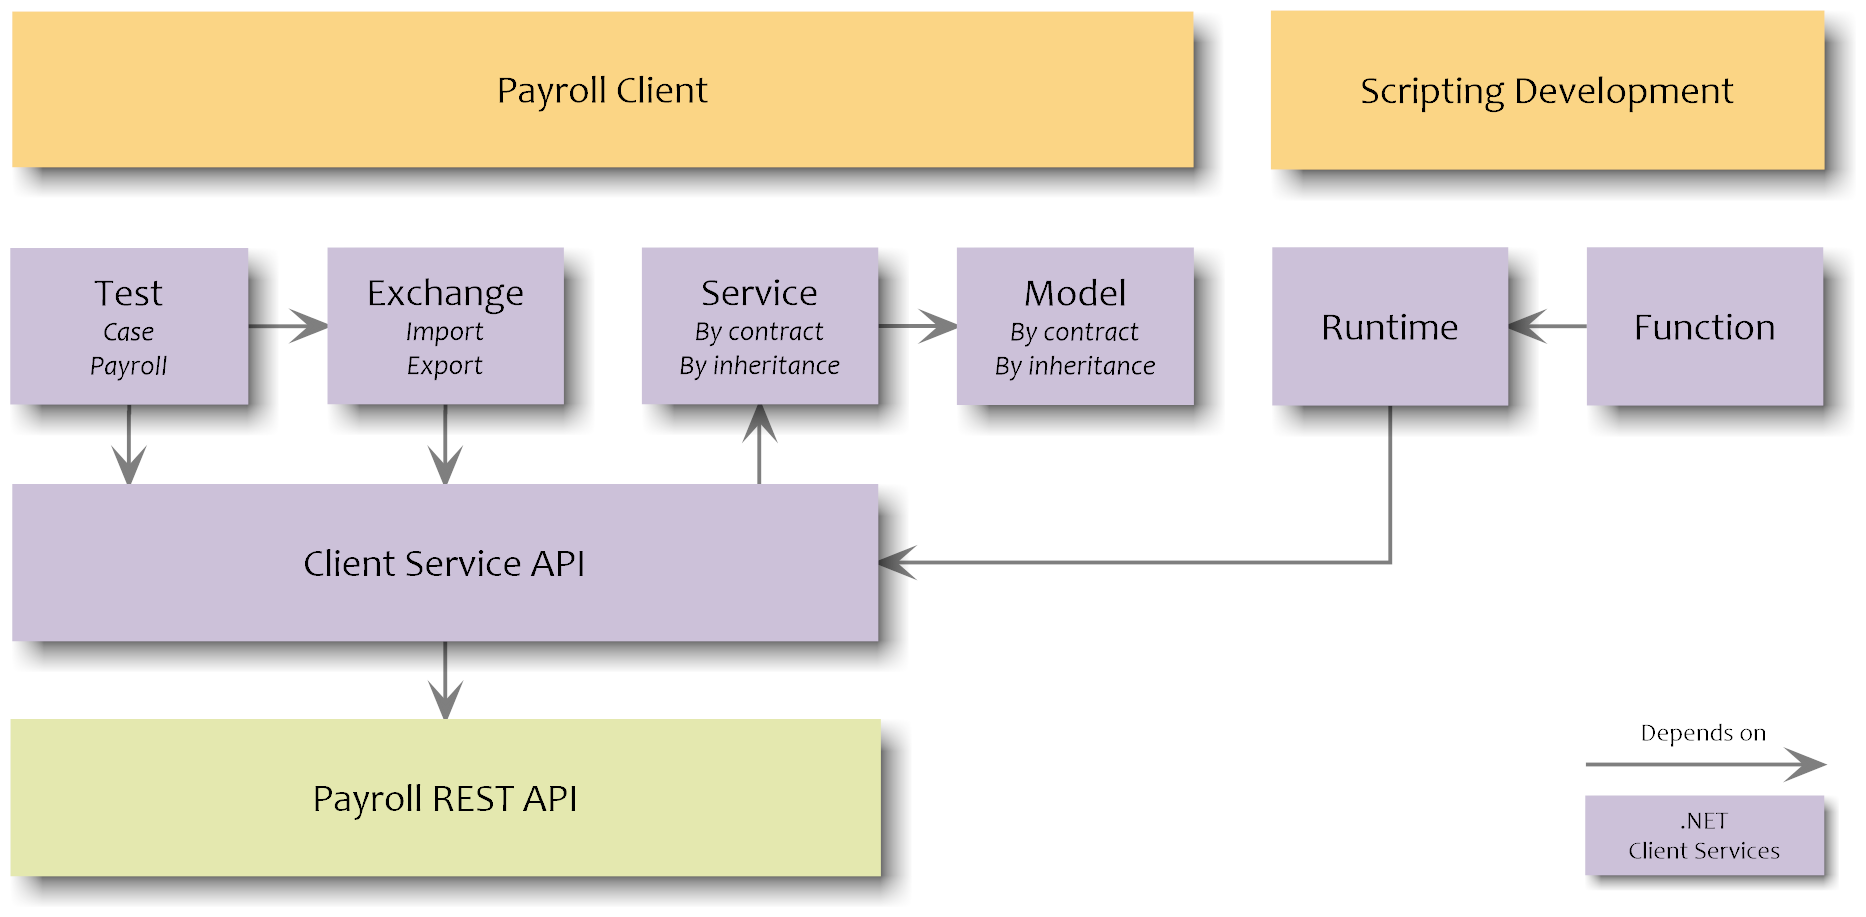 Payroll Client
Scripting Development
Test
Case
Payroll
Exchange
Import
Export
Service
By contract
By inheritance
Model
By contract
By inheritance
Runtime
Function
Client Service API
Payroll REST API
Depends on
.NET
Client Services